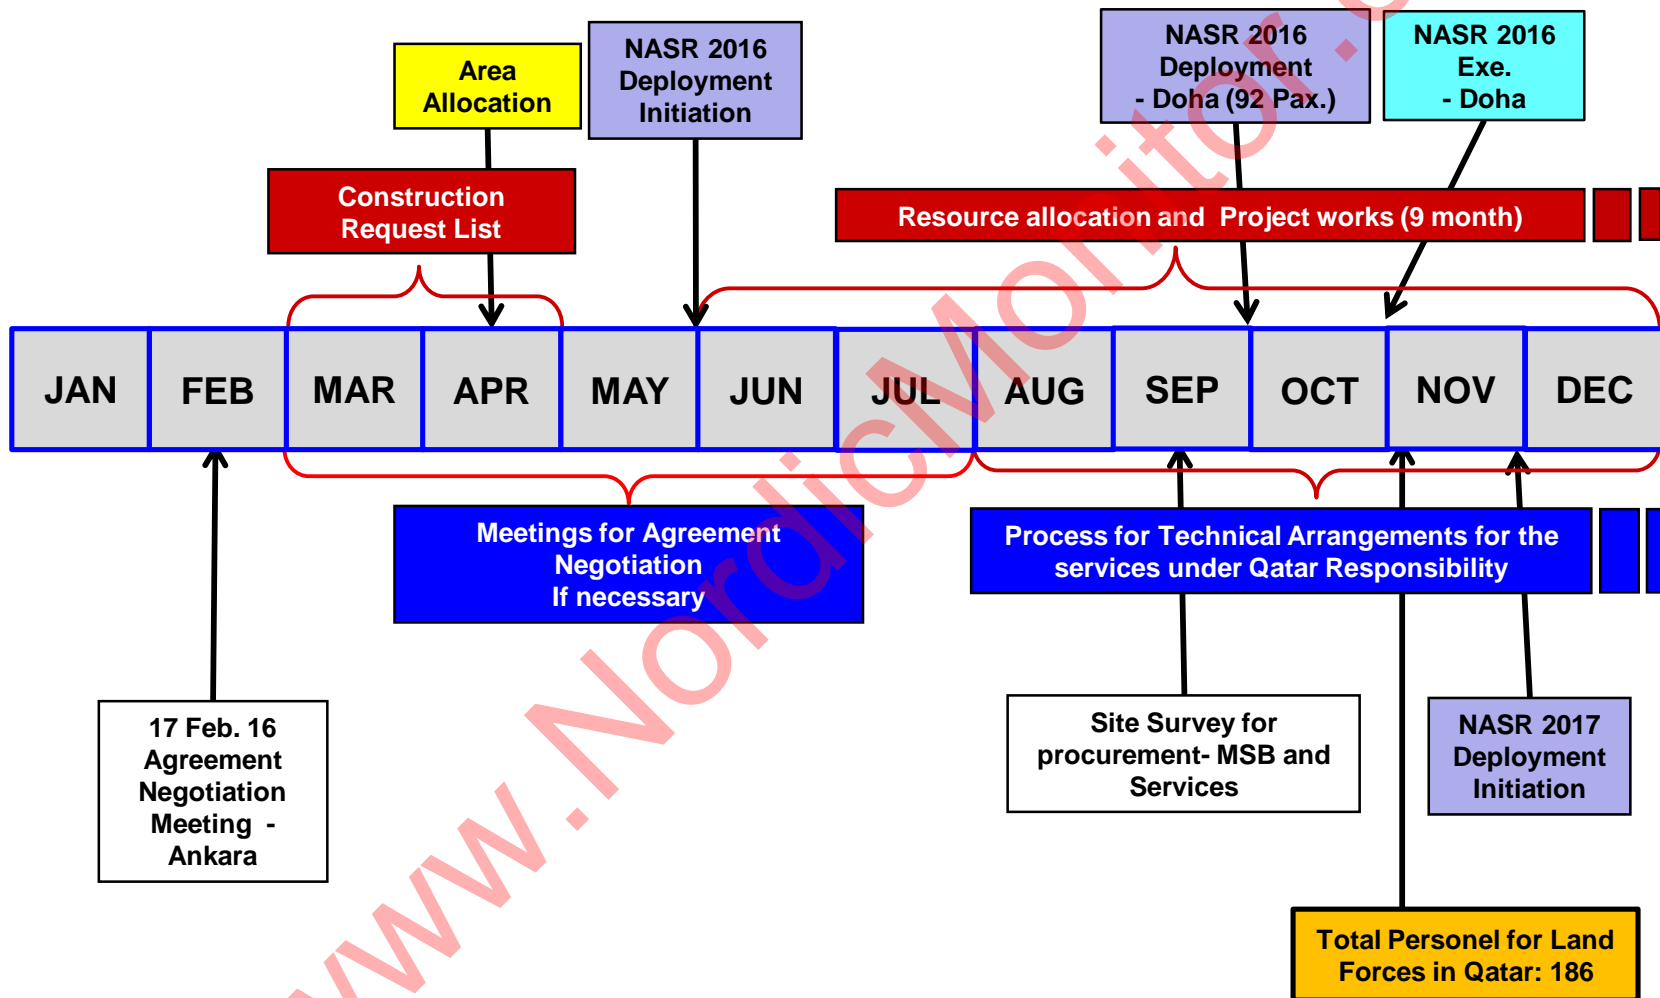 Area
Allocation
NASR 2016
Deployment
Initiation
NASR 2016
Deployment
- Doha (92 Pax.)
NASR 2016
Exe.
- Doha
Construction
Request List
Resource allocation and Project works (9 month)
JAN
FEB
MAR
APR
MAY
JUN
JUL
AUG
SEP
OCT
NOV
DEC
Meetings for Agreement
Negotiation
If necessary
Process for Technical Arrangements for the
services under Qatar Responsibility
17 Feb. 16
Agreement
Negotiation
Meeting -
Ankara
Site Survey for
procurement- MSB and
Services
NASR 2017
Deployment
Initiation
Total Personel for Land
Forces in Qatar: 186
www.NordicMonitor.c